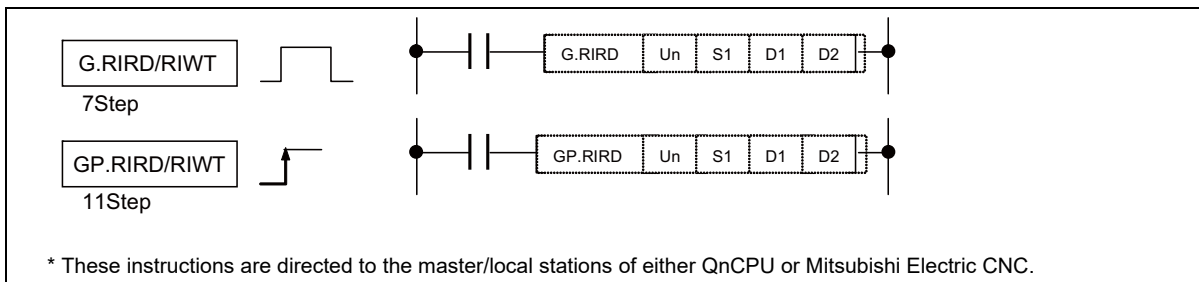 G.RIRD/RIWT
7Step
G.RIRD Un S1 D1 D2
GP.RIRD/RIWT
11Step
GP.RIRD Un S1 D1 D2
* These instructions are directed to the master/local stations of either QnCPU or Mitsubishi Electric CNC.